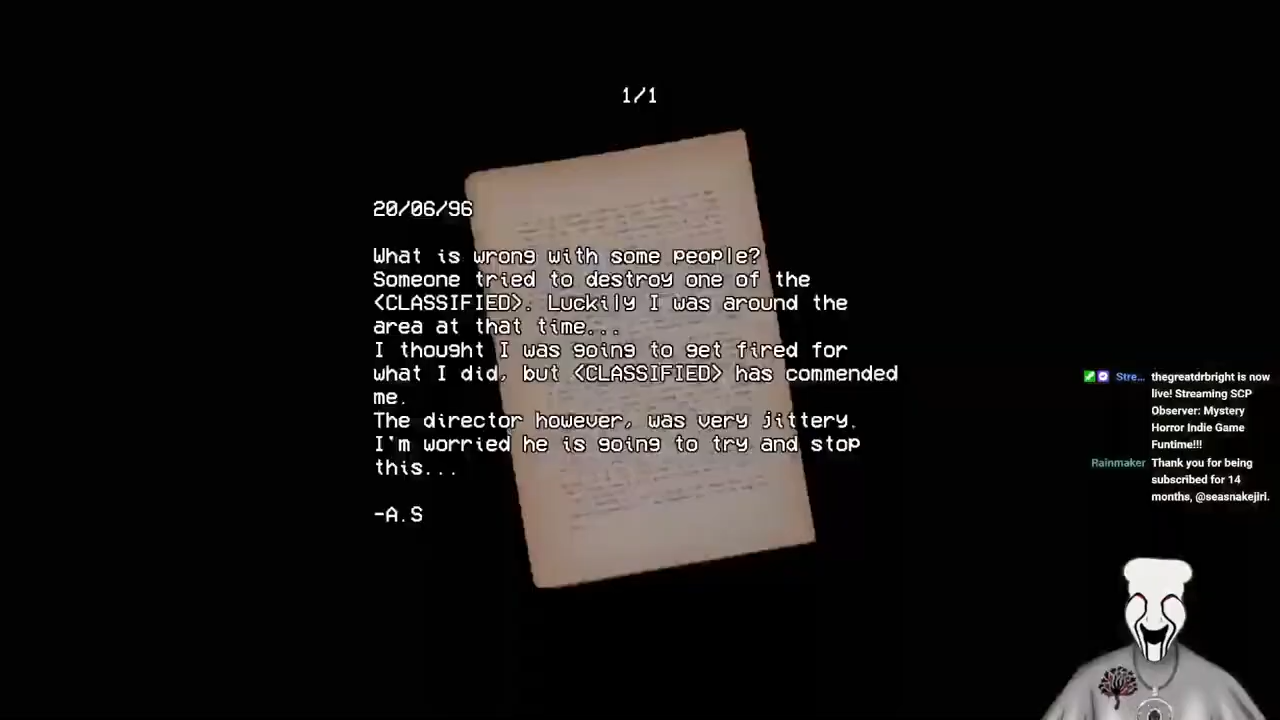 1/1
20/06/96
What is wrong with some people?
Someone tried to destroy one of the
<CLASSIFIED>. Luckily I was around the
area at that time...
I thought I was going to get fired for
what I did, but <CLASSIFIED> has commended
me.
The director however, was very jittery.
I'm worried he is going to try and stop
this...
-A.S
Stre... thegreatdrbright is now
live! Streaming SCP
Observer: Mystery
Horror Indie Game
Funtime!!!
Rainmaker Thank you for being
subscribed for 14
months, @seasnakejiri.